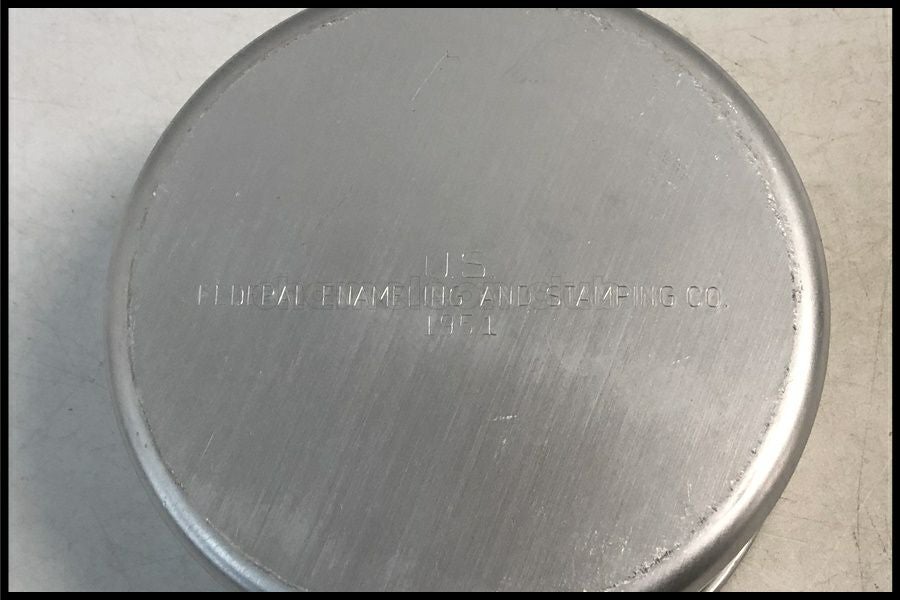 U.S.
FEDERAL ENAMELING AND STAMPING CO.
1951